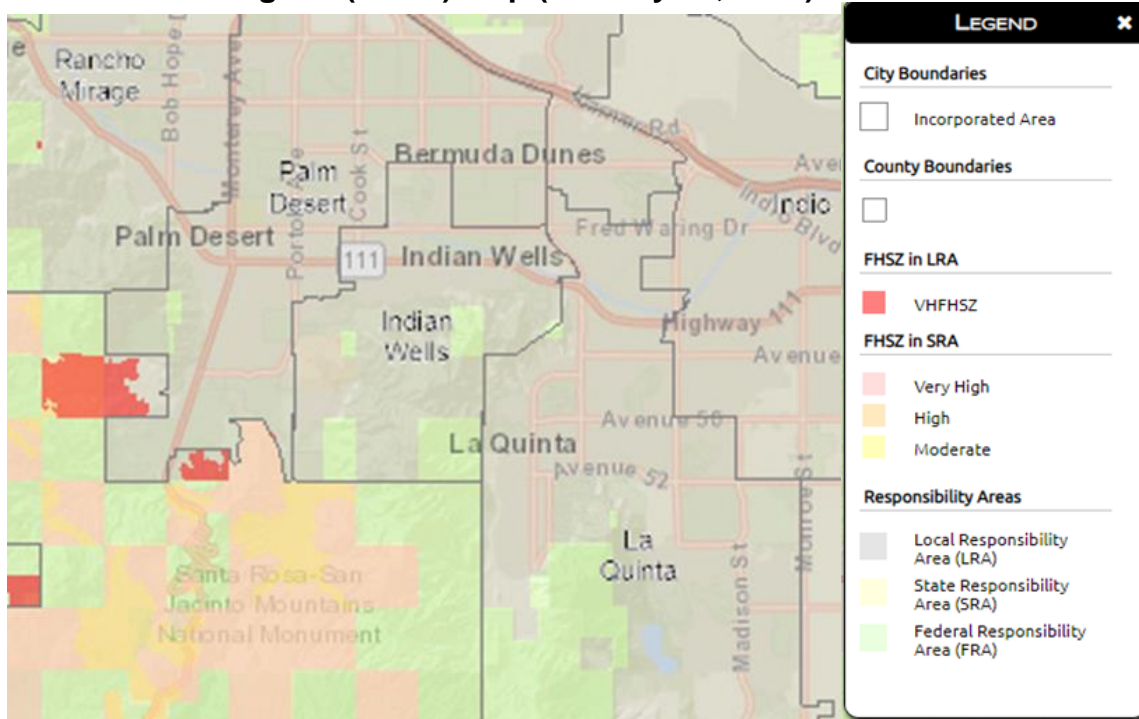 Rancho
Mirage
Bob Hope D
Monterey Ave
Palm
Desert
Cook St
Bermuda Dunes
Rd
Ave
Indio
Indio Blvd
Palm Desert
111
Indian Wells
Fred Waring Dr
Indian
Wells
Highway 111
Avenue
Avenue 50
La Quinta
Avenue 52
La
Quinta
Madison St
Monroe St
Santa Rosa-San
Jacinto Mountains
National Monument
LEGEND
City Boundaries
Incorporated Area
County Boundaries
FHSZ in LRA
VHFHSZ
FHSZ in SRA
Very High
High
Moderate
Responsibility Areas
Local Responsibility
Area (LRA)
State Responsibility
Area (SRA)
Federal Responsibility
Area (FRA)